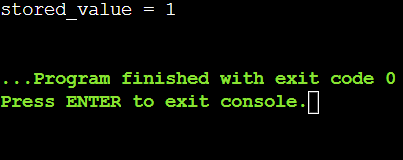 stored_value = 1
...Program finished with exit code 0
Press ENTER to exit console.